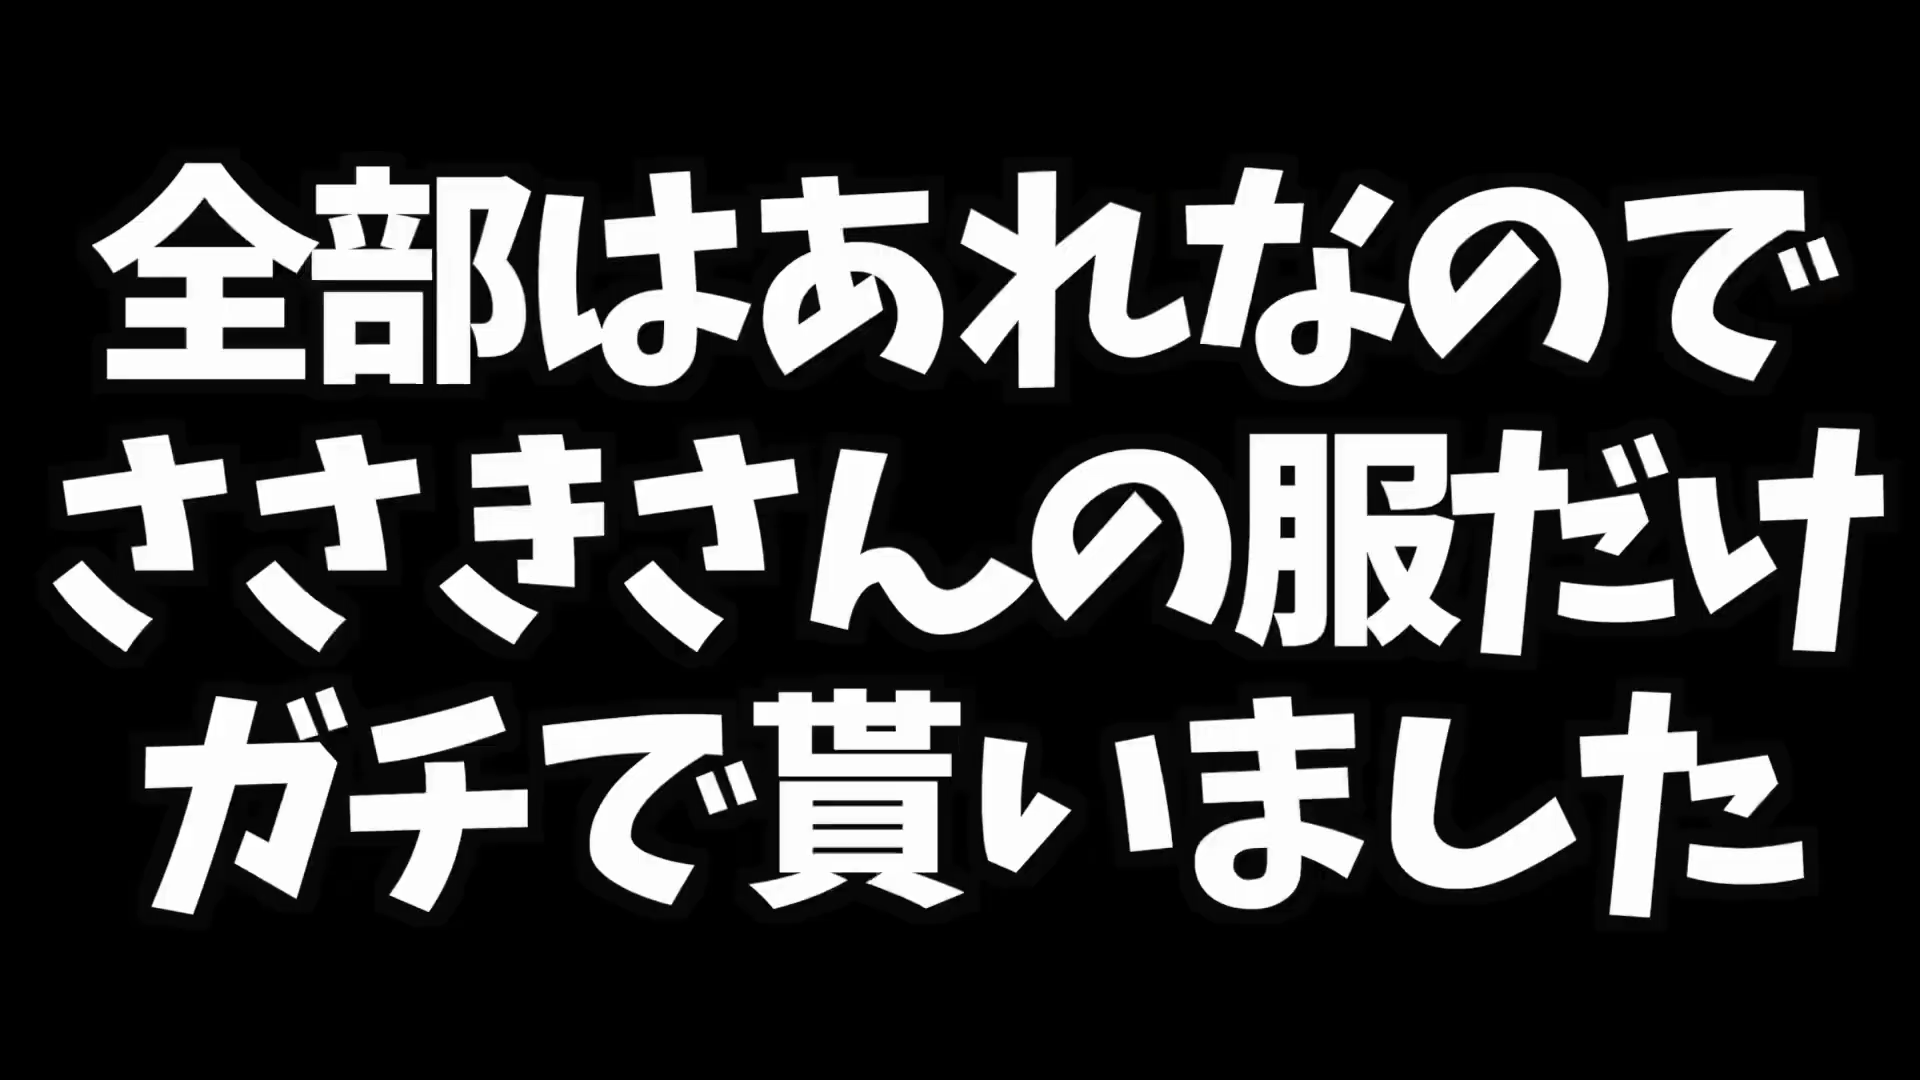 全部はあれなので
ささきさんの服だけ
ガチで貰いました